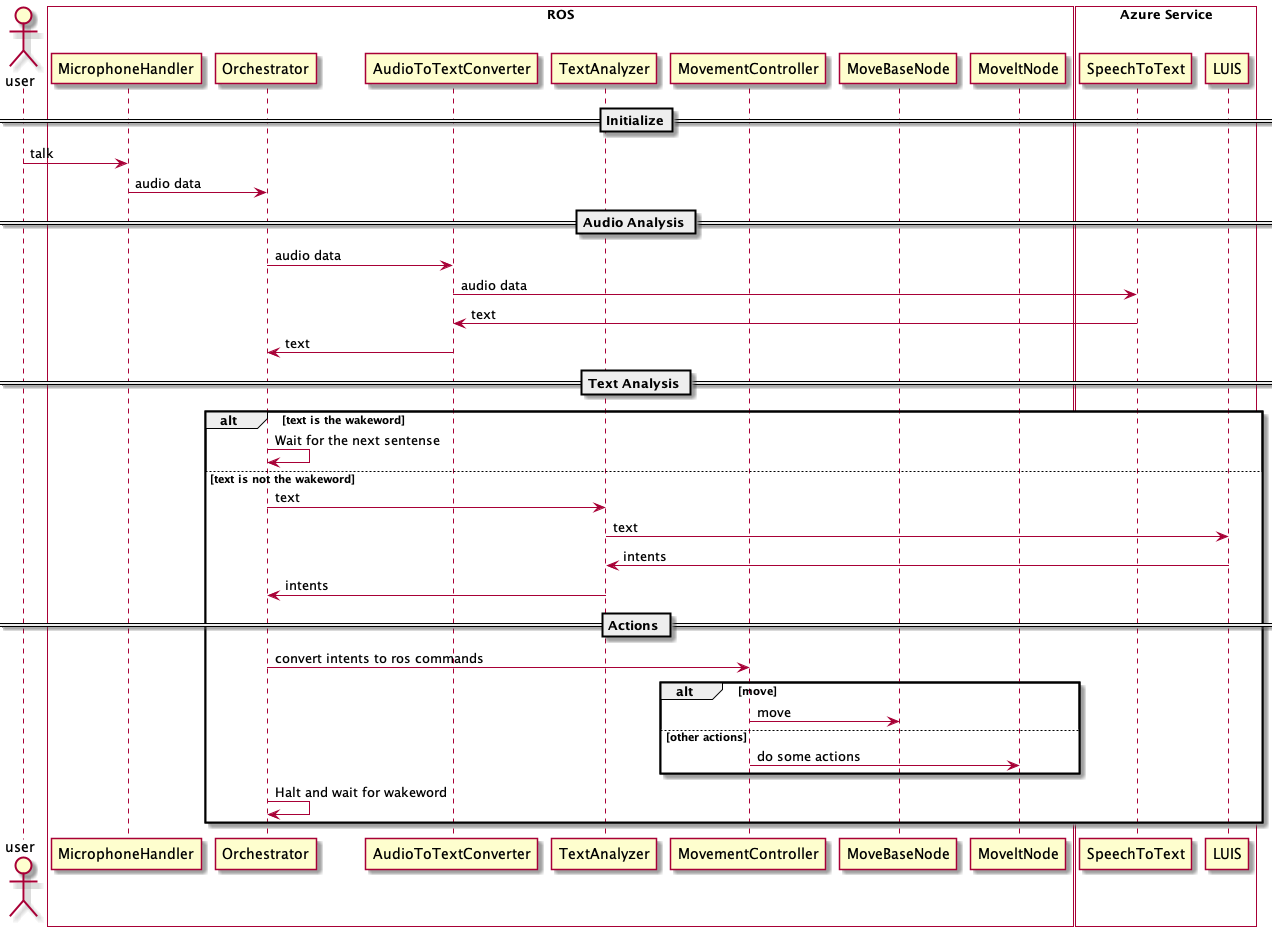 ROS
Azure Service
user
MicrophoneHandler
Orchestrator
AudioToTextConverter
TextAnalyzer
MovementController
MoveBaseNode
MoveItNode
SpeechToText
LUIS
Initialize
talk
audio data
Audio Analysis
audio data
audio data
text
text
Text Analysis
alt
[text is the wakeword]
Wait for the next sentense
[text is not the wakeword]
text
text
intents
intents
Actions
convert intents to ros commands
alt
[move]
move
[other actions]
do some actions
Halt and wait for wakeword
user
MicrophoneHandler
Orchestrator
AudioToTextConverter
TextAnalyzer
MovementController
MoveBaseNode
MoveItNode
SpeechToText
LUIS